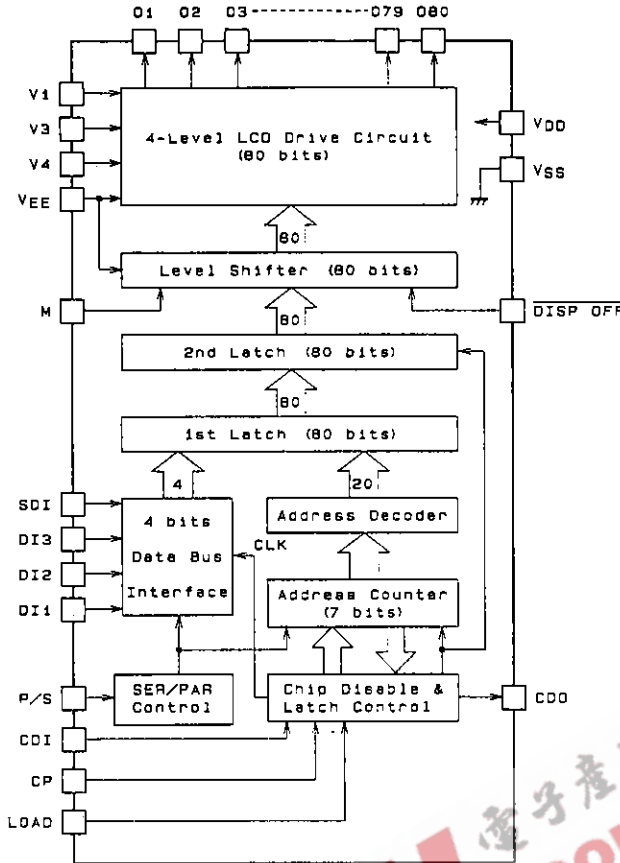 O1 O2 O3 O79 O80
V1
V3
V4
VEE
4-Level LCD Drive Circuit
(80 bits)
VDD
VSS
80
Level Shifter (80 bits)
M
DISP OFF
80
2nd Latch (80 bits)
80
1st Latch (80 bits)
4
20
SDI
DI3
DI2
DI1
4 bits
Data Bus
Interface
CLK
Address Decoder
Address Counter
(7 bits)
P/S
SER/PAR
Control
Chip Disable &
Latch Control
CDO
CDI
CP
LOAD
電子產